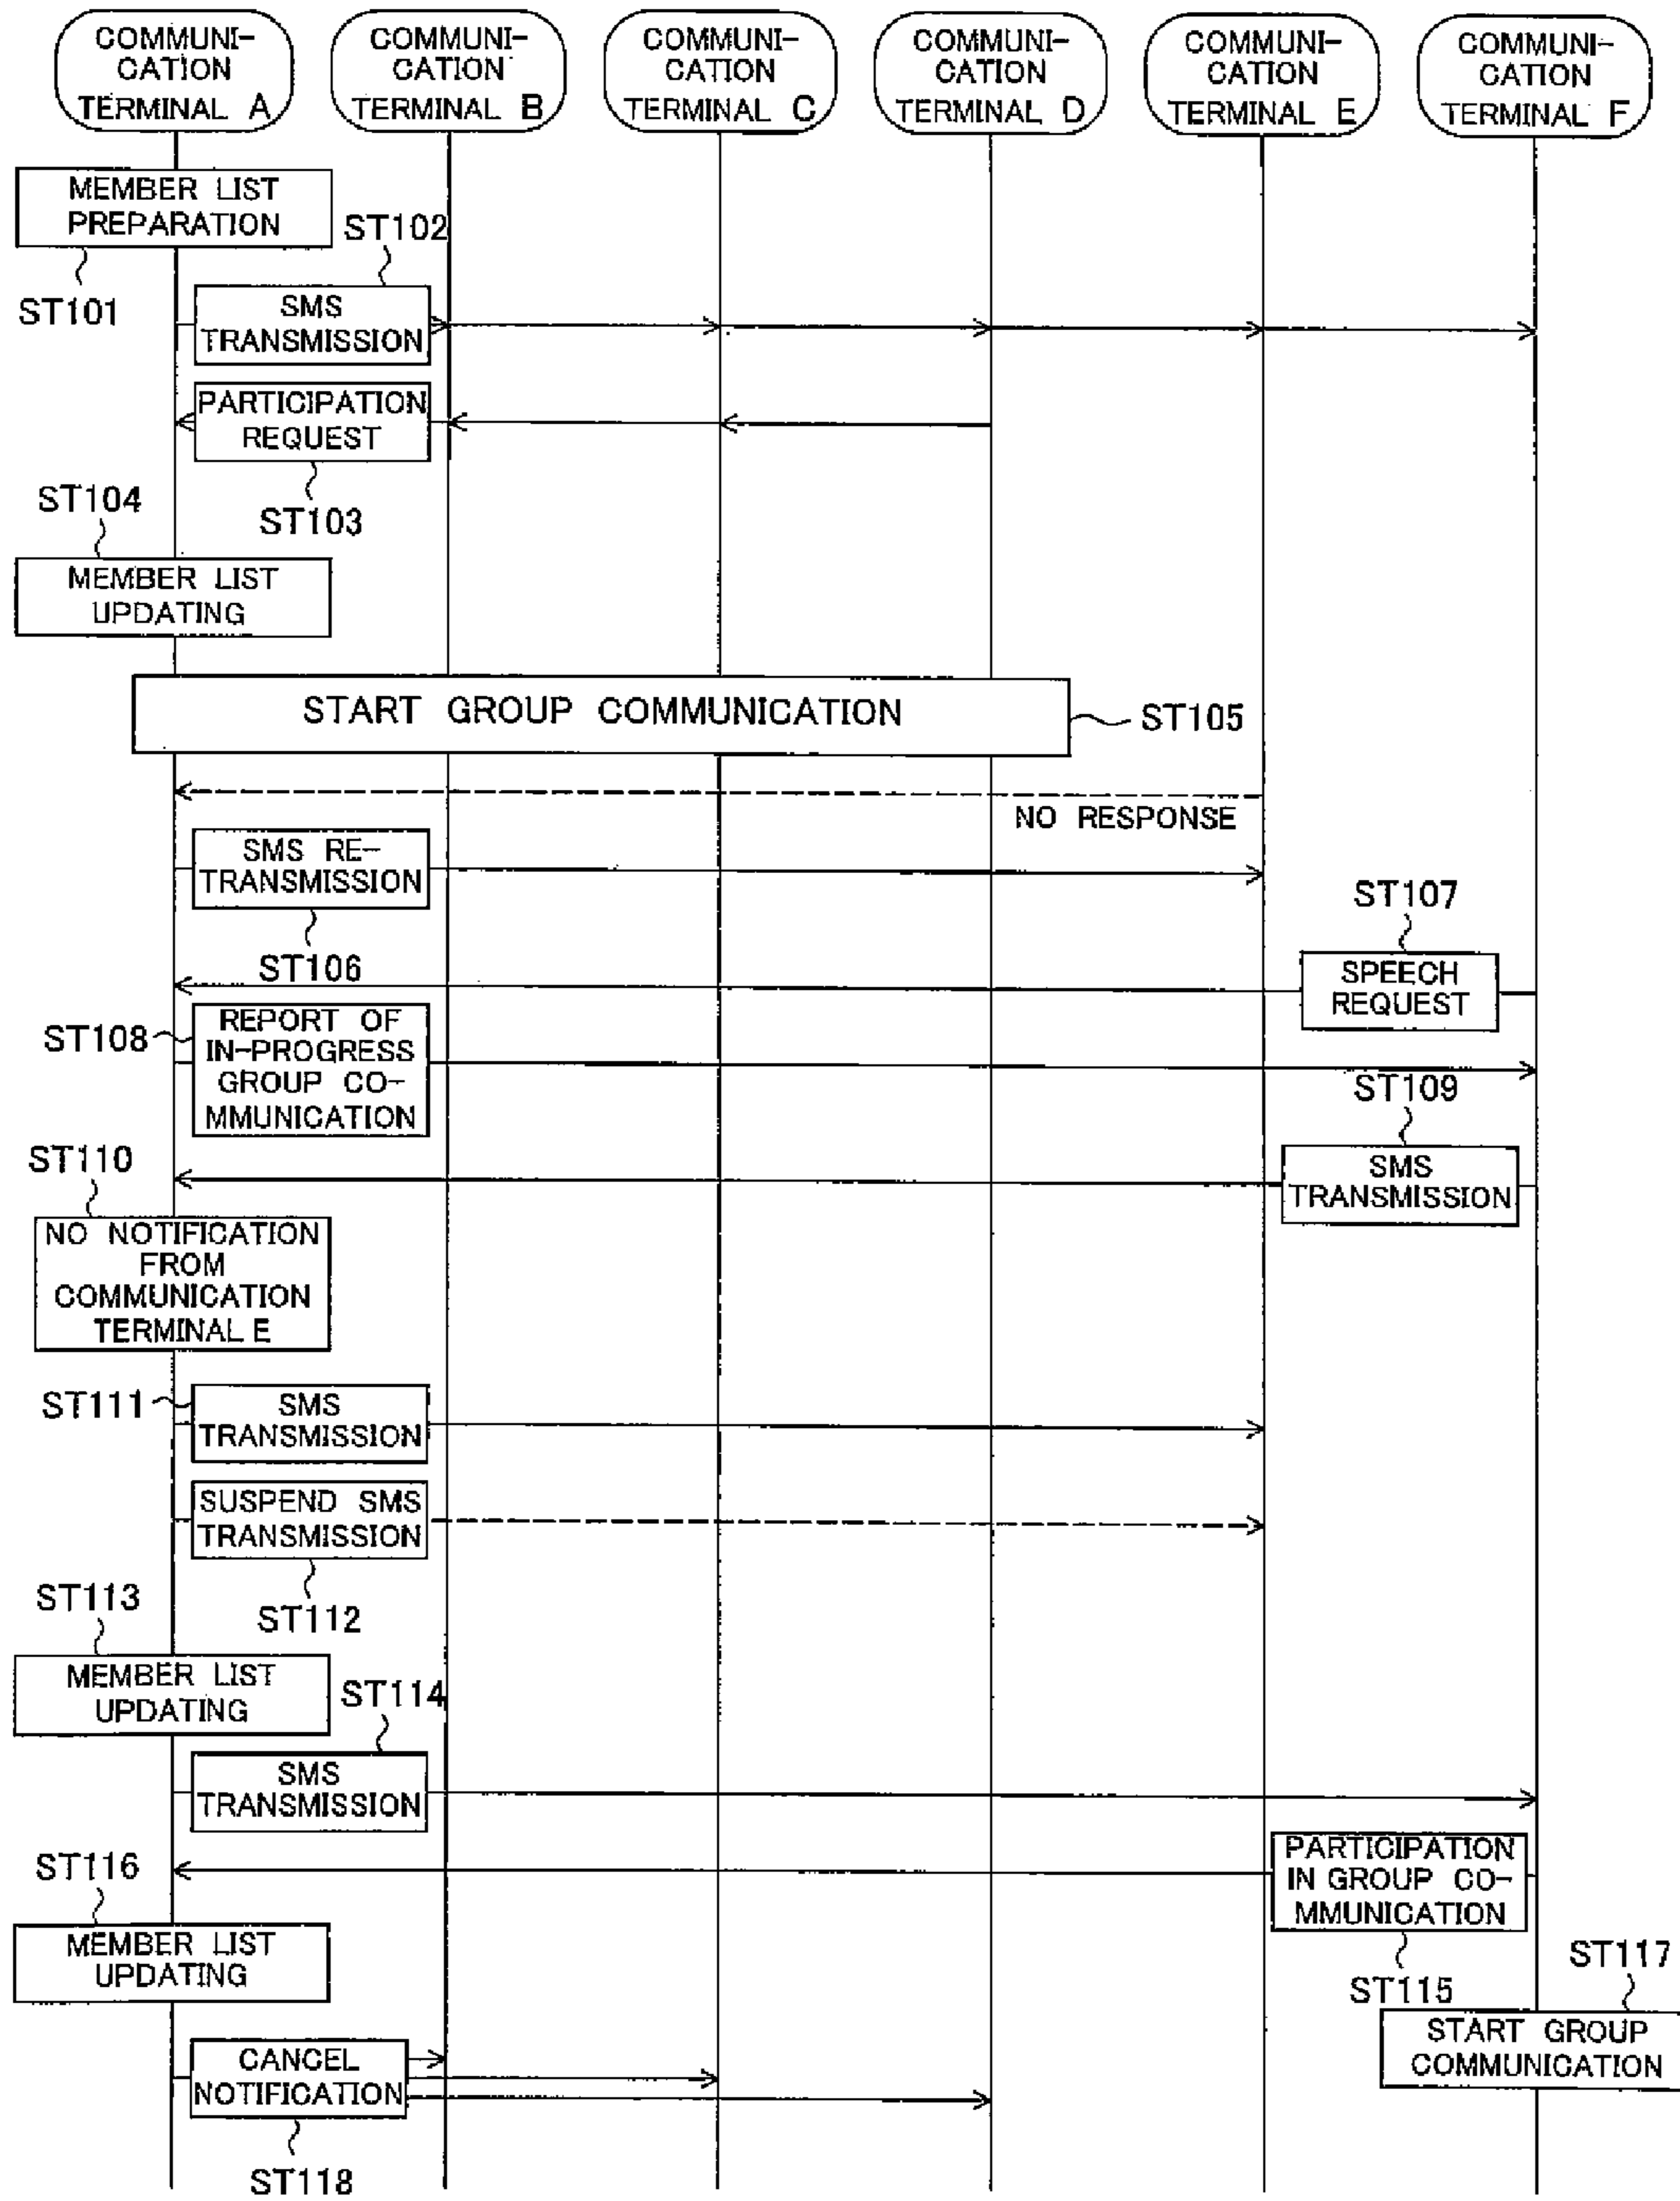 COMMUNI-
CATION
TERMINAL A
COMMUNI-
CATION
TERMINAL B
COMMUNI-
CATION
TERMINAL C
COMMUNI-
CATION
TERMINAL D
COMMUNI-
CATION
TERMINAL E
COMMUNI-
CATION
TERMINAL F
MEMBER LIST
PREPARATION
ST101
ST102
SMS
TRANSMISSION
PARTICIPATION
REQUEST
ST103
ST104
MEMBER LIST
UPDATING
START GROUP COMMUNICATION
ST105
NO RESPONSE
SMS RE-
TRANSMISSION
ST106
ST107
SPEECH
REQUEST
ST108
REPORT OF
IN-PROGRESS
GROUP CO-
MMUNICATION
ST109
SMS
TRANSMISSION
ST110
NO NOTIFICATION
FROM
COMMUNICATION
TERMINAL E
ST111
SMS
TRANSMISSION
SUSPEND SMS
TRANSMISSION
ST112
ST113
MEMBER LIST
UPDATING
ST114
SMS
TRANSMISSION
PARTICIPATION
IN GROUP CO-
MMUNICATION
ST115
ST116
MEMBER LIST
UPDATING
ST117
START GROUP
COMMUNICATION
CANCEL
NOTIFICATION
ST118